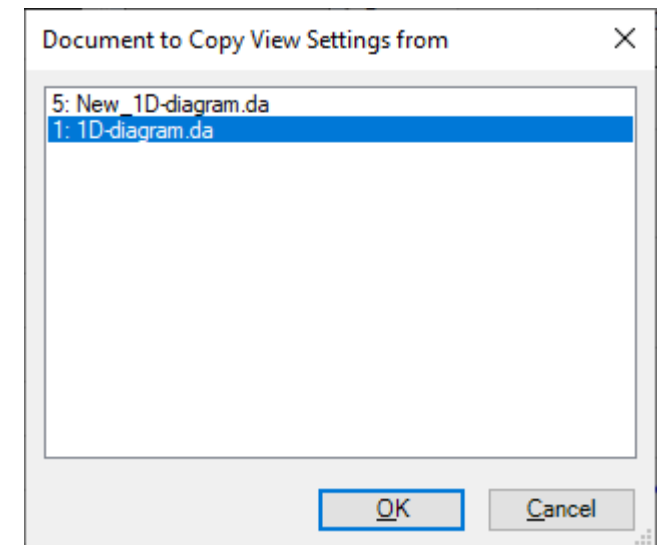 Document to Copy View Settings from
5: New_1D-diagram.da
1: 1D-diagram.da
OK
Cancel